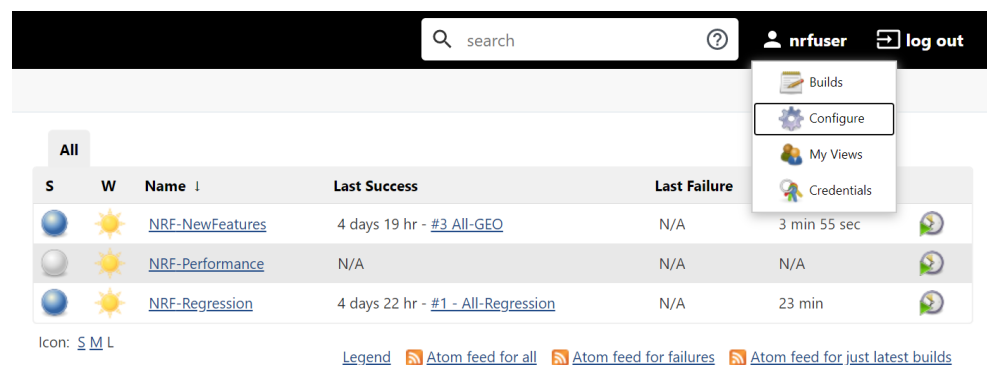 search nrfuser log out
Builds
Configure
My Views
Credentials
All
S W Name ↓ Last Success Last Failure
NRF-NewFeatures 4 days 19 hr - #3 All-GEO N/A 3 min 55 sec
NRF-Performance N/A N/A N/A
NRF-Regression 4 days 22 hr - #1 - All-Regression N/A 23 min
Icon: S M L
Legend Atom feed for all Atom feed for failures Atom feed for just latest builds